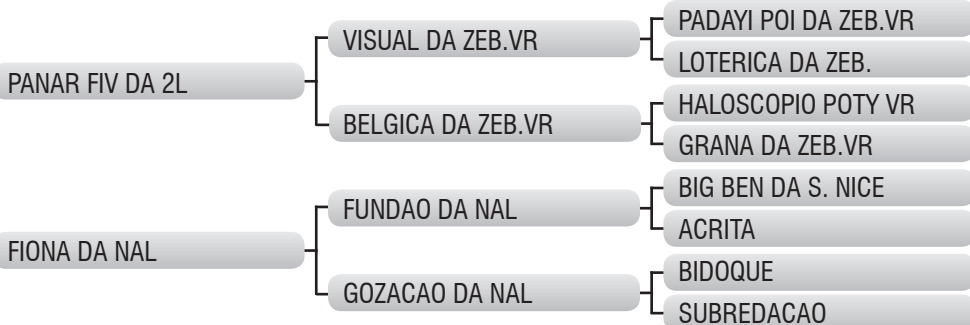 PANAR FIV DA 2L
VISUAL DA ZEB.VR
PADAYI POI DA ZEB.VR
LOTERICA DA ZEB.
BELGICA DA ZEB.VR
HALOSCOPIO POTY VR
GRANA DA ZEB.VR
FIONA DA NAL
FUNDAO DA NAL
BIG BEN DA S. NICE
ACRITA
GOZACAO DA NAL
BIDOQUE
SUBREDACAO